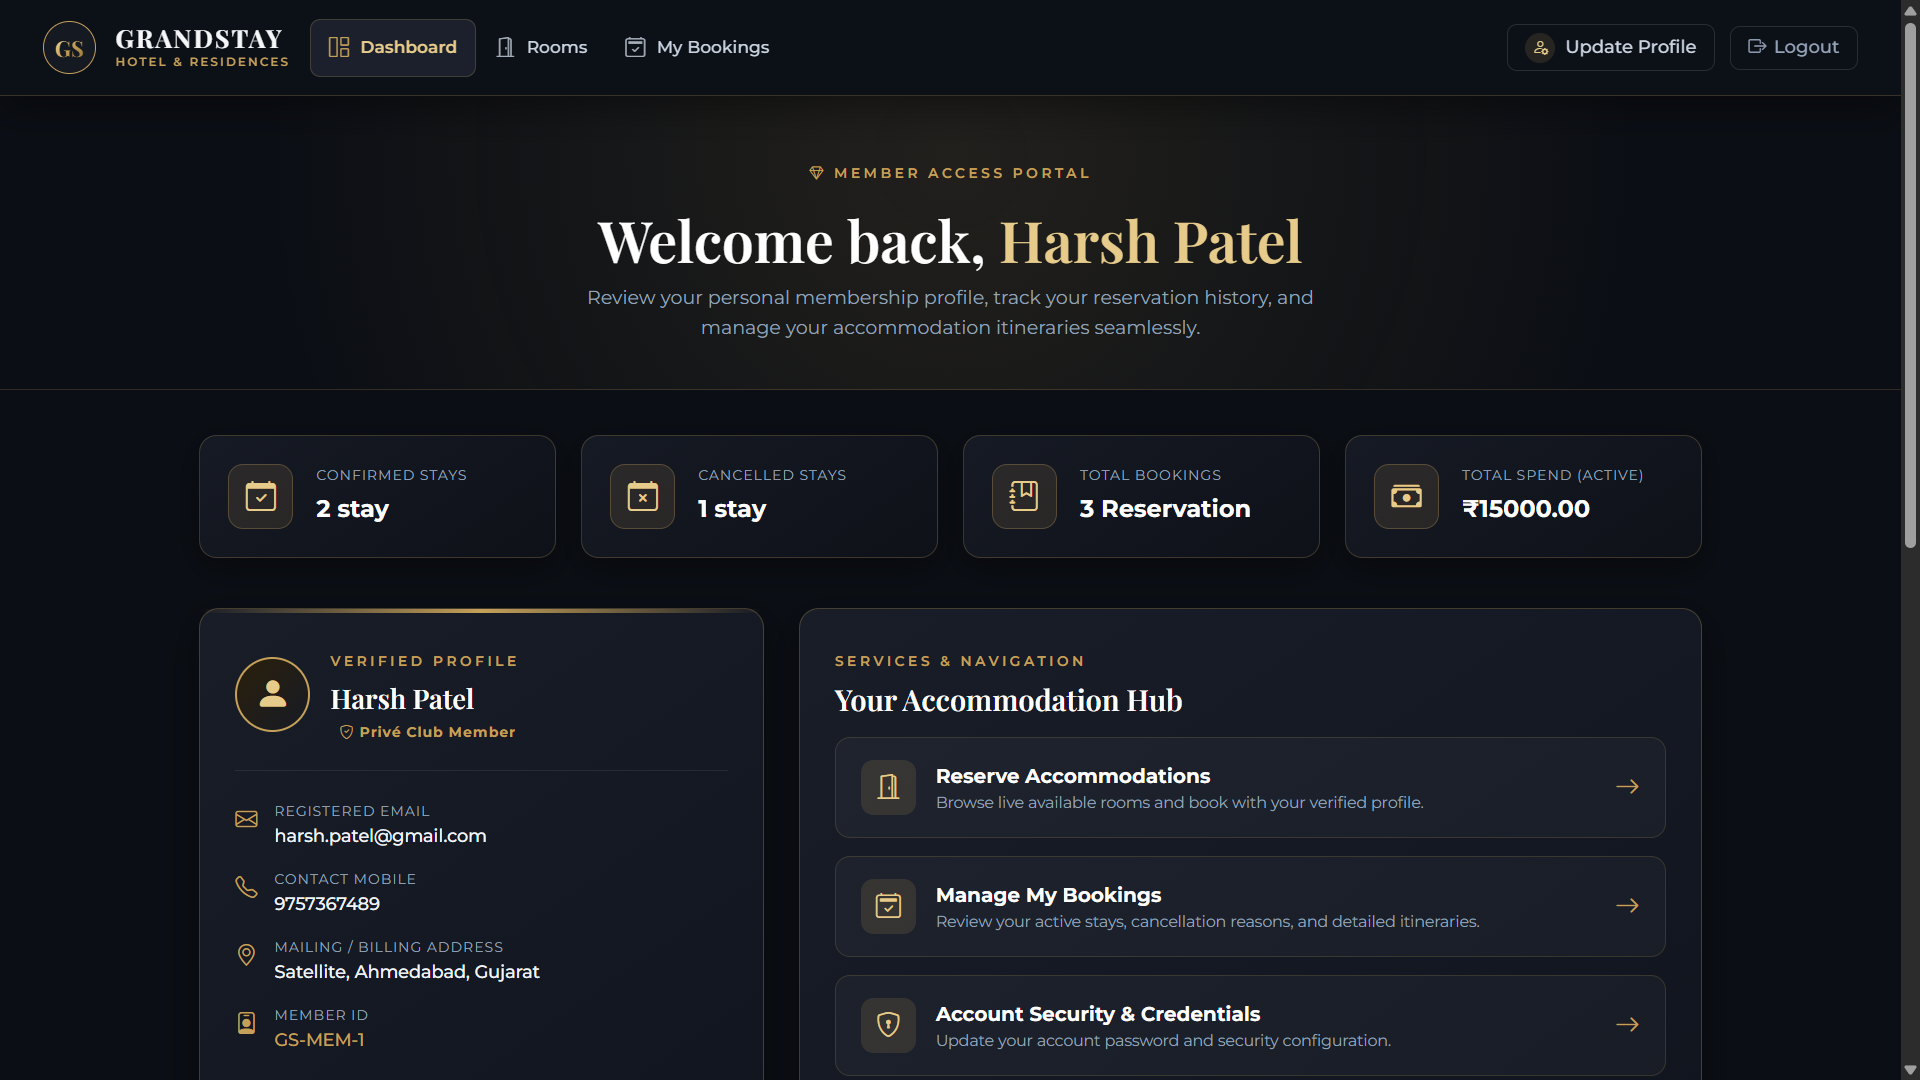 GS
GRANDSTAY
HOTEL & RESIDENCES
Dashboard
Rooms
My Bookings
Update Profile
Logout
MEMBER ACCESS PORTAL
Welcome back, Harsh Patel
Review your personal membership profile, track your reservation history, and
manage your accommodation itineraries seamlessly.
CONFIRMED STAYS
2 stay
CANCELLED STAYS
1 stay
TOTAL BOOKINGS
3 Reservation
TOTAL SPEND (ACTIVE)
₹15000.00
VERIFIED PROFILE
Harsh Patel
Privé Club Member
REGISTERED EMAIL
harsh.patel@gmail.com
CONTACT MOBILE
9757367489
MAILING / BILLING ADDRESS
Satellite, Ahmedabad, Gujarat
MEMBER ID
GS-MEM-1
SERVICES & NAVIGATION
Your Accommodation Hub
Reserve Accommodations
Browse live available rooms and book with your verified profile.
Manage My Bookings
Review your active stays, cancellation reasons, and detailed itineraries.
Account Security & Credentials
Update your account password and security configuration.